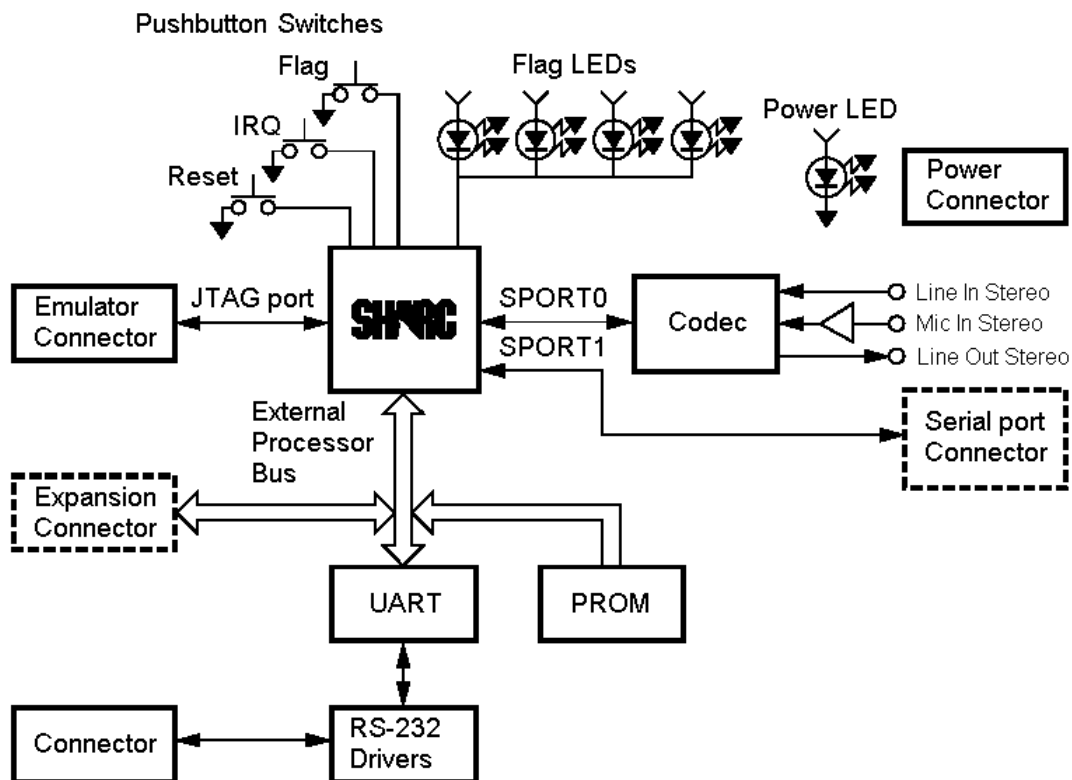 Pushbutton Switches
Flag
Flag LEDs
IRQ
Reset
Power LED
Power
Connector
Emulator
Connector
JTAG port
SHARC
SPORT0
SPORT1
Codec
Line In Stereo
Mic In Stereo
Line Out Stereo
External
Processor
Bus
Serial port
Connector
Expansion
Connector
UART
PROM
Connector
RS-232
Drivers